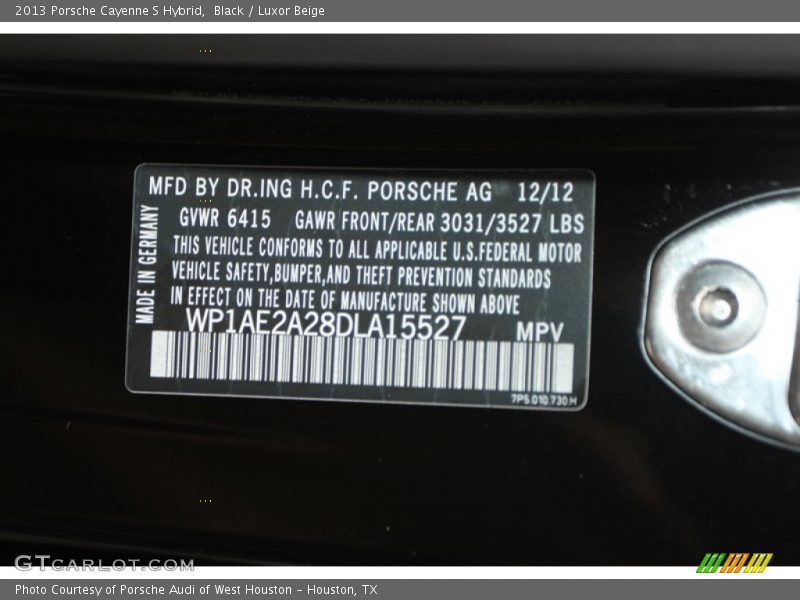 2013 Porsche Cayenne S Hybrid, Black / Luxor Beige
MFD BY DR.ING H.C.F. PORSCHE AG 12/12
GVWR 6415 GAWR FRONT/REAR 3031/3527 LBS
THIS VEHICLE CONFORMS TO ALL APPLICABLE U.S.FEDERAL MOTOR
VEHICLE SAFETY,BUMPER,AND THEFT PREVENTION STANDARDS
IN EFFECT ON THE DATE OF MANUFACTURE SHOWN ABOVE
MADE IN GERMANY
WP1AE2A28DLA15527 MPV
7P5.010.730.H
GTCARLOT.COM
Photo Courtesy of Porsche Audi of West Houston - Houston, TX